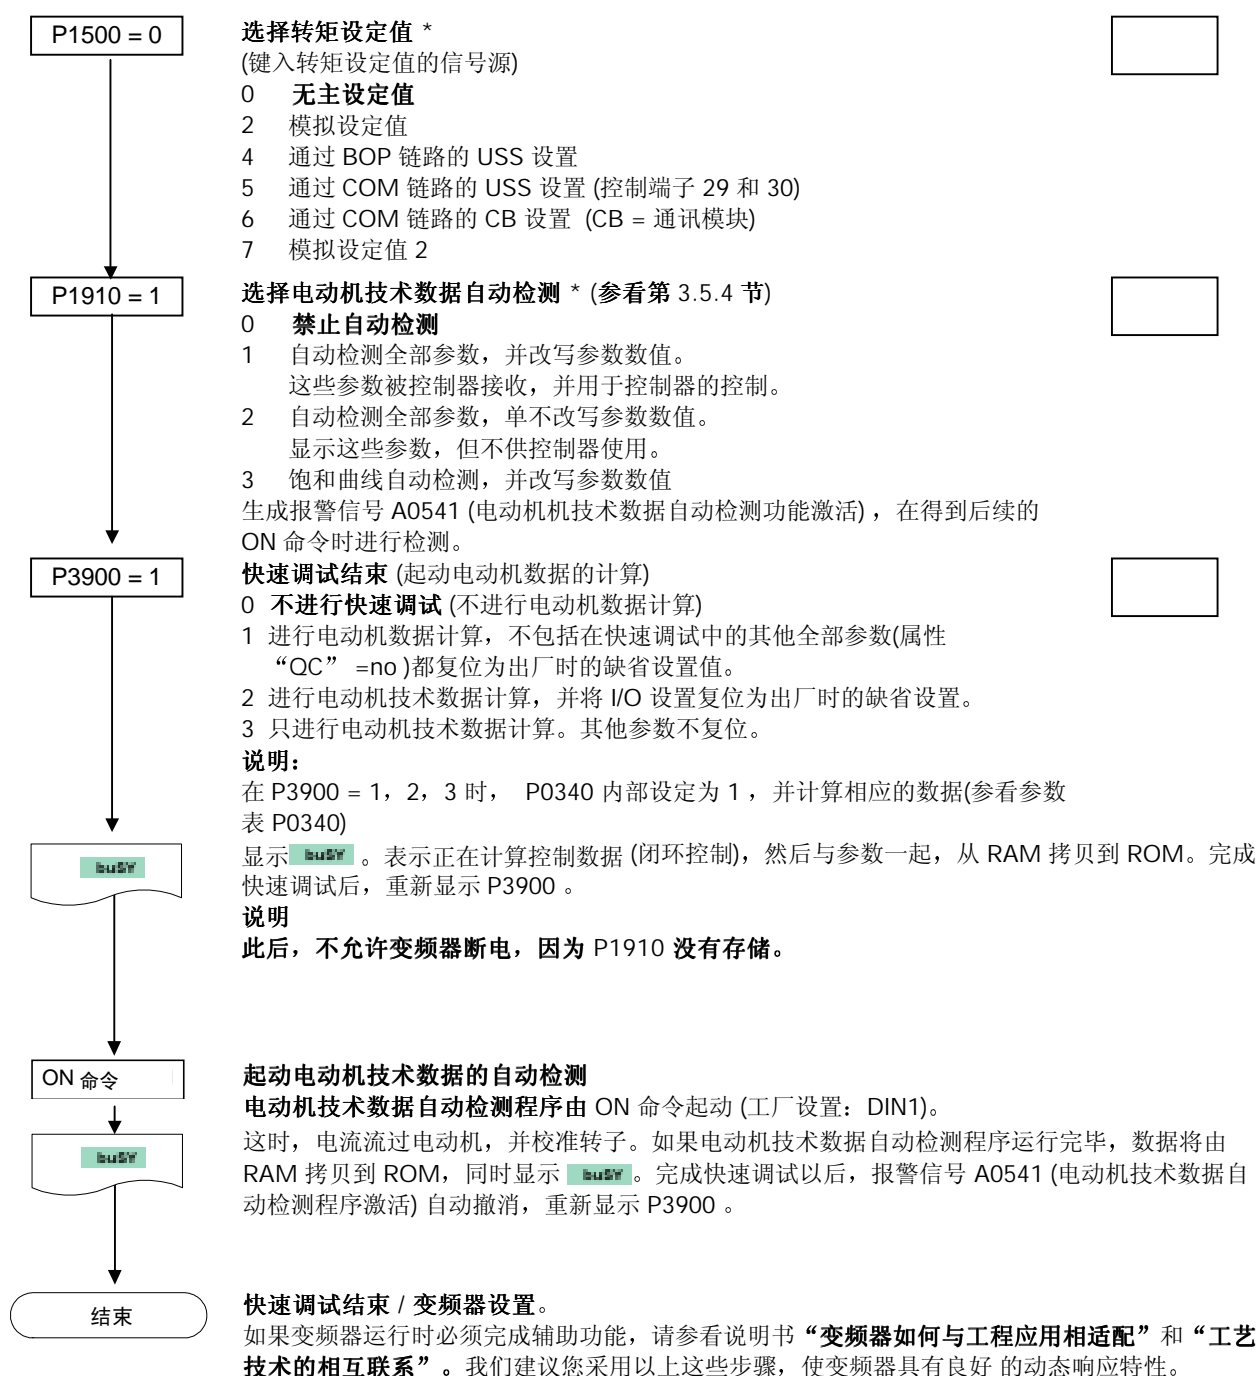 P1500 = 0
选择转矩设定值 *
(键入转矩设定值的信号源)
0 无主设定值
2 模拟设定值
4 通过 BOP 链路的 USS 设置
5 通过 COM 链路的 USS 设置 (控制端子 29 和 30)
6 通过 COM 链路的 CB 设置 (CB = 通讯模块)
7 模拟设定值 2
P1910 = 1
选择电动机技术数据自动检测 * (参看第 3.5.4 节)
0 禁止自动检测
1 自动检测全部参数，并改写参数数值。
这些参数被控制器接收，并用于控制器的控制。
2 自动检测全部参数，单不改写参数数值。
显示这些参数，但不供控制器使用。
3 饱和曲线自动检测，并改写参数数值
生成报警信号 A0541 (电动机机技术数据自动检测功能激活) ，在得到后续的
ON 命令时进行检测。
P3900 = 1
快速调试结束 (起动电动机数据的计算)
0 不进行快速调试 (不进行电动机数据计算)
1 进行电动机数据计算，不包括在快速调试中的其他全部参数(属性
“QC” =no )都复位为出厂时的缺省设置值。
2 进行电动机技术数据计算，并将 I/O 设置复位为出厂时的缺省设置。
3 只进行电动机技术数据计算。其他参数不复位。
说明：
在 P3900 = 1，2，3 时， P0340 内部设定为 1 ，并计算相应的数据(参看参数
表 P0340)
buSY
显示 buSY 。表示正在计算控制数据 (闭环控制)，然后与参数一起，从 RAM 拷贝到 ROM。完成
快速调试后，重新显示 P3900 。
说明
此后，不允许变频器断电，因为 P1910 没有存储。
ON 命令
起动电动机技术数据的自动检测
电动机技术数据自动检测程序由 ON 命令起动 (工厂设置：DIN1)。
buSY
这时，电流流过电动机，并校准转子。如果电动机技术数据自动检测程序运行完毕，数据将由
RAM 拷贝到 ROM，同时显示 buSY 。完成快速调试以后，报警信号 A0541 (电动机技术数据自
动检测程序激活) 自动撤消，重新显示 P3900 。
结束
快速调试结束 / 变频器设置。
如果变频器运行时必须完成辅助功能，请参看说明书“变频器如何与工程应用相适配”和“工艺
技术的相互联系”。我们建议您采用以上这些步骤，使变频器具有良好 的动态响应特性。